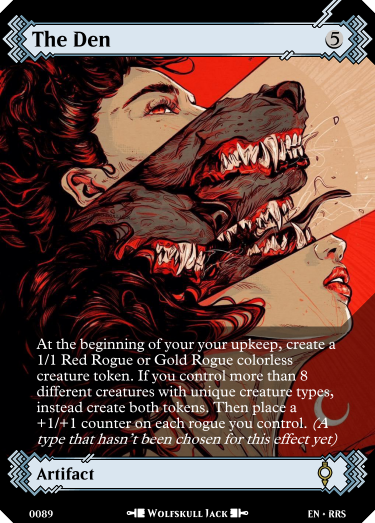 The Den 5
At the beginning of your your upkeep, create a
1/1 Red Rogue or Gold Rogue colorless
creature token. If you control more than 8
different creatures with unique creature types,
instead create both tokens. Then place a
+1/+1 counter on each rogue you control. (A
type that hasn't been chosen for this effect yet)
Artifact
0089 Wolfskull Jack EN • RRS